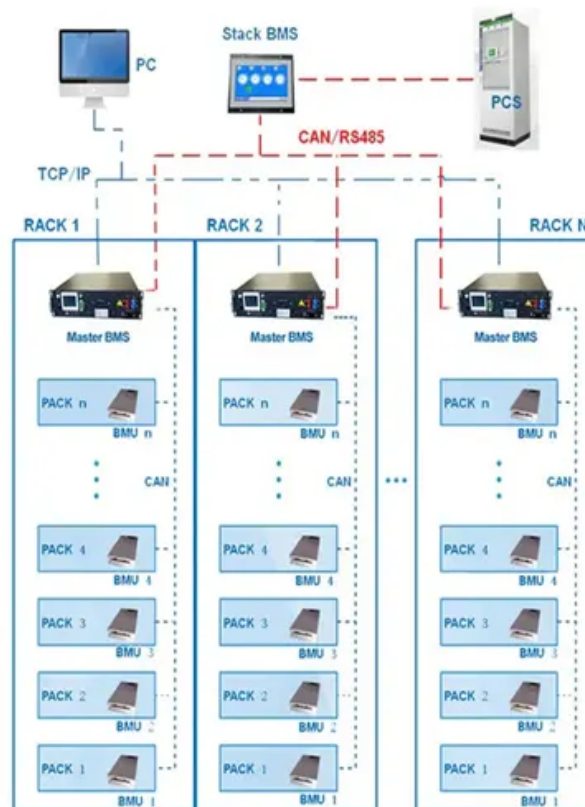 PC
Stack BMS
PCS
CAN/RS485
TCP/IP
RACK 1
RACK 2
RACK N
Master BMS
Master BMS
Master BMS
PACK n
BMU n
PACK n
BMU n
PACK n
BMU n
CAN
CAN
CAN
PACK 4
BMU 4
PACK 4
BMU 4
PACK 4
BMU 4
PACK 3
BMU 3
PACK 3
BMU 3
PACK 3
BMU 3
PACK 2
BMU 2
PACK 2
BMU 2
PACK 2
BMU 2
PACK 1
BMU 1
PACK 1
BMU 1
PACK 1
BMU 1